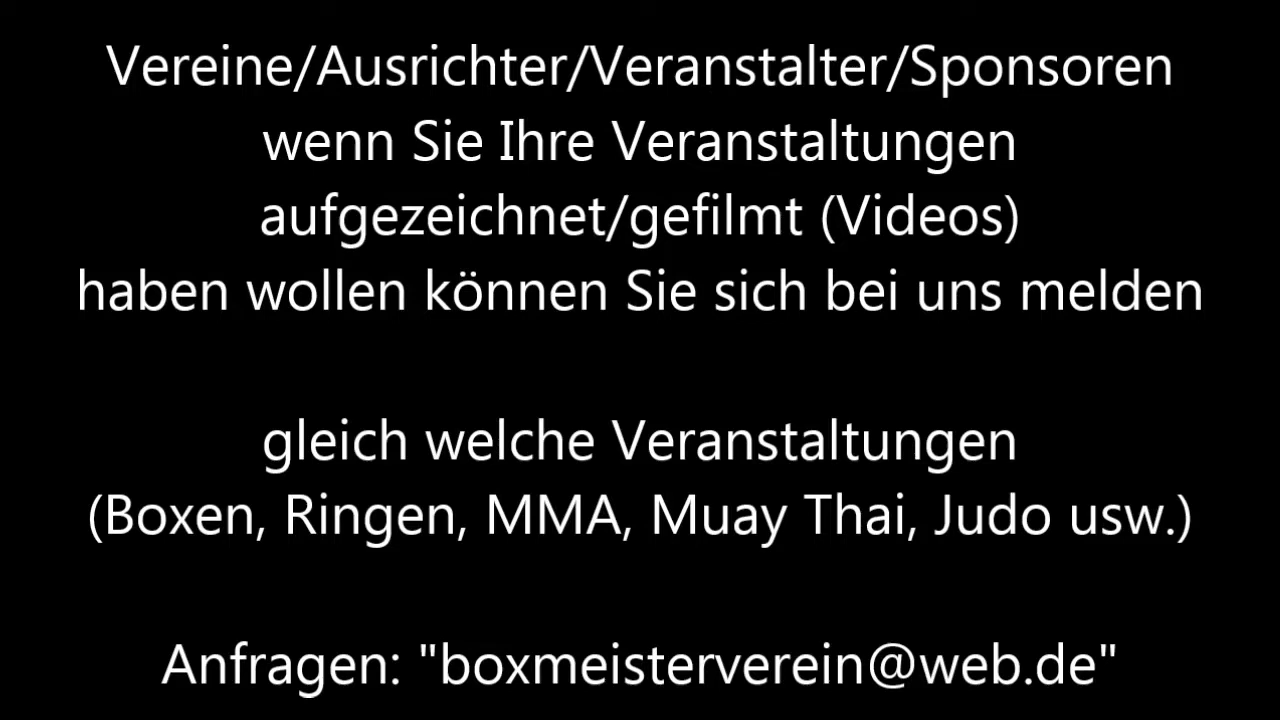 Vereine/Ausrichter/Veranstalter/Sponsoren
wenn Sie Ihre Veranstaltungen
aufgezeichnet/gefilmt (Videos)
haben wollen können Sie sich bei uns melden
gleich welche Veranstaltungen
(Boxen, Ringen, MMA, Muay Thai, Judo usw.)
Anfragen: "boxmeisterverein@web.de"